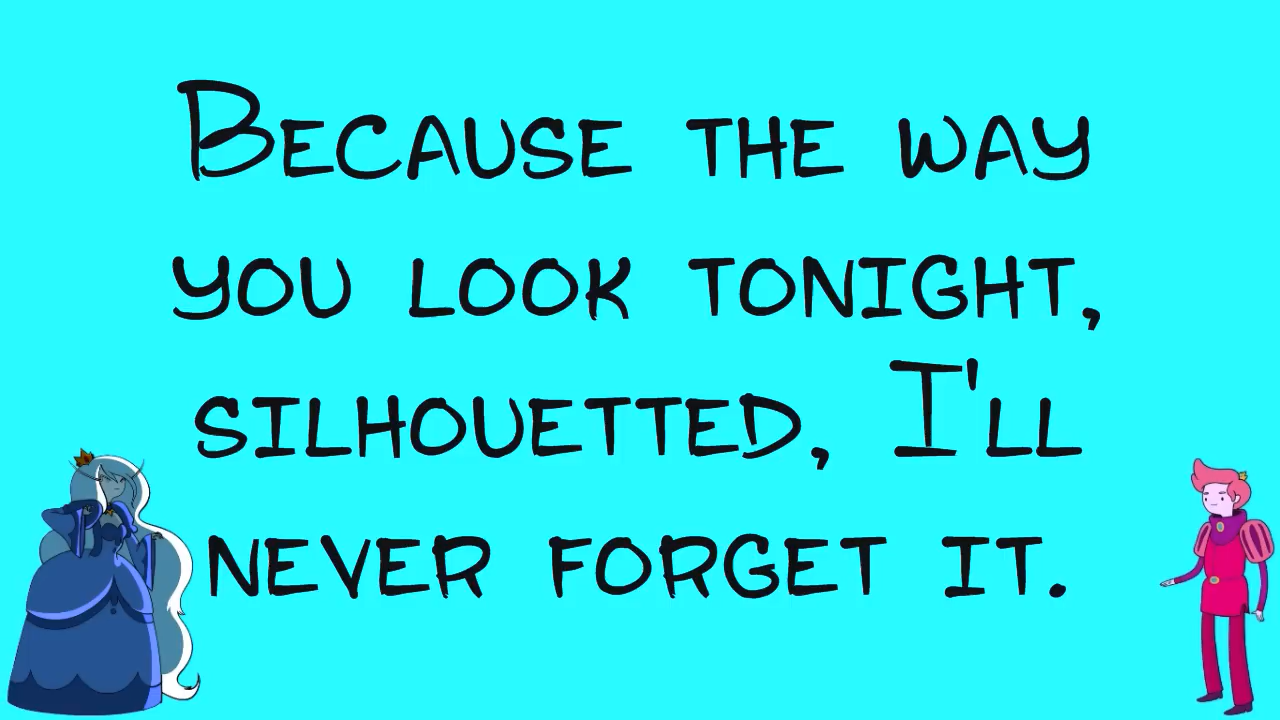 Because the way
you look tonight,
silhouetted, I'll
never forget it.